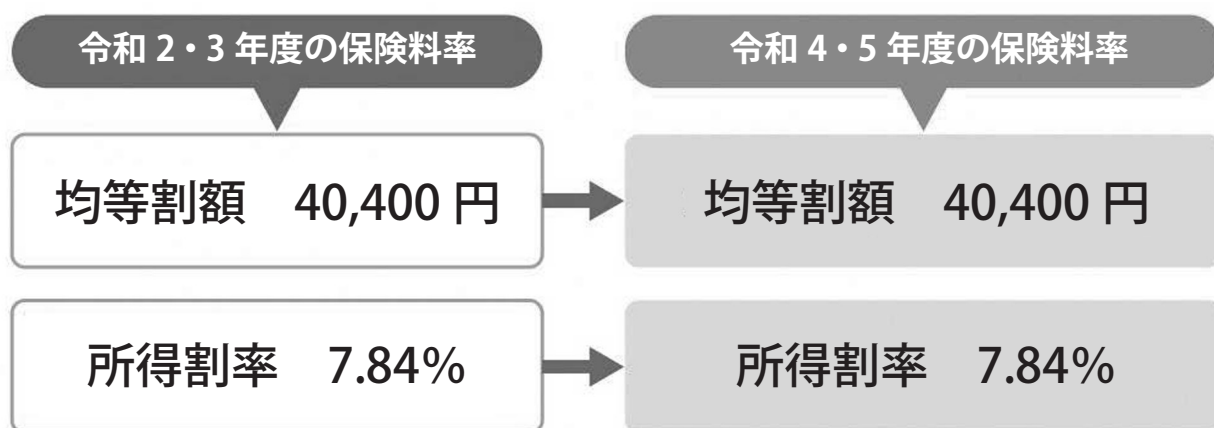 令和 2・3 年度の保険料率
令和 4・5 年度の保険料率
均等割額　40,400 円
均等割額　40,400 円
所得割率　7.84%
所得割率　7.84%